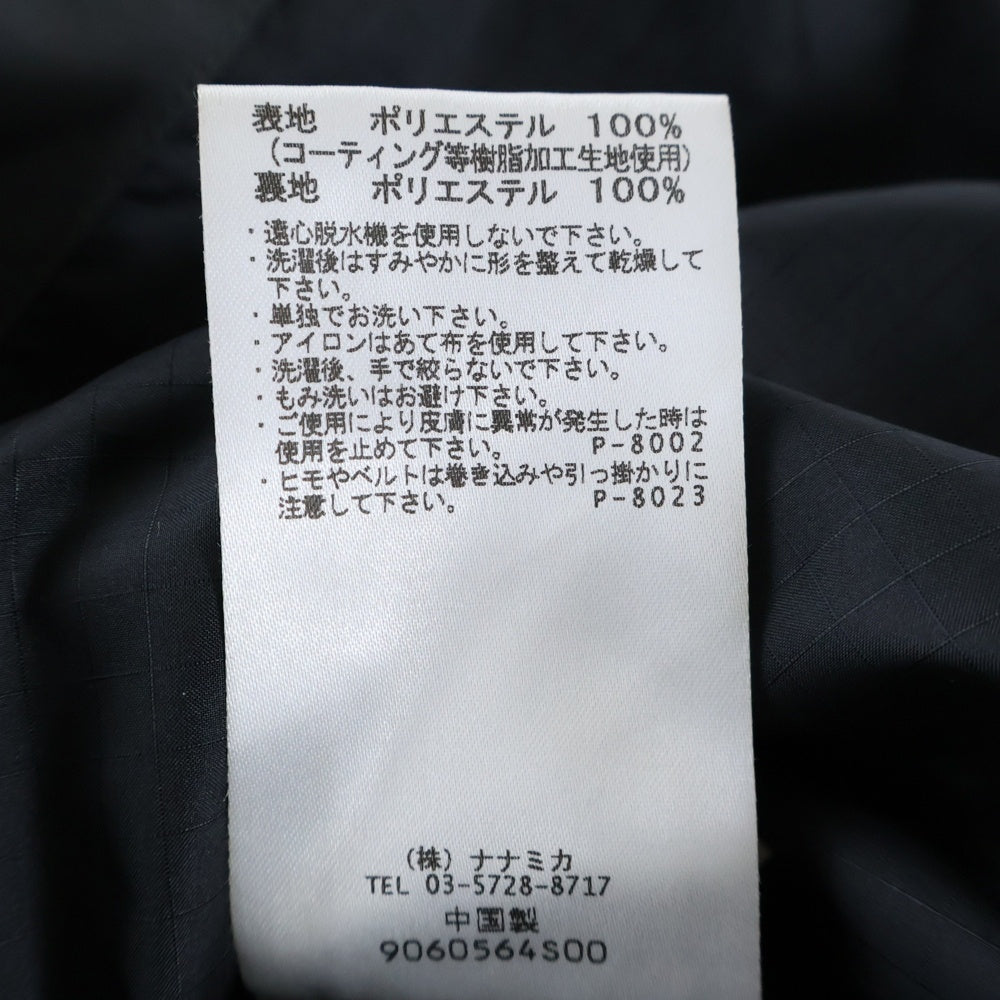 表地 ポリエステル 100%
(コーティング等樹脂加工生地使用)
裏地 ポリエステル 100%
・遠心脱水機を使用しないで下さい。
・洗濯後はすみやかに形を整えて乾燥して
下さい。
・単独でお洗い下さい。
・アイロンはあて布を使用して下さい。
・洗濯後、手で絞らないで下さい。
・もみ洗いはお避け下さい。
・ご使用により皮膚に異常が発生した時は
使用を止めて下さい。 P-8002
・ヒモやベルトは巻き込みや引っ掛かりに
注意して下さい。 P-8023
(株) ナナミカ
TEL 03-5728-8717
中国製
9060564S00